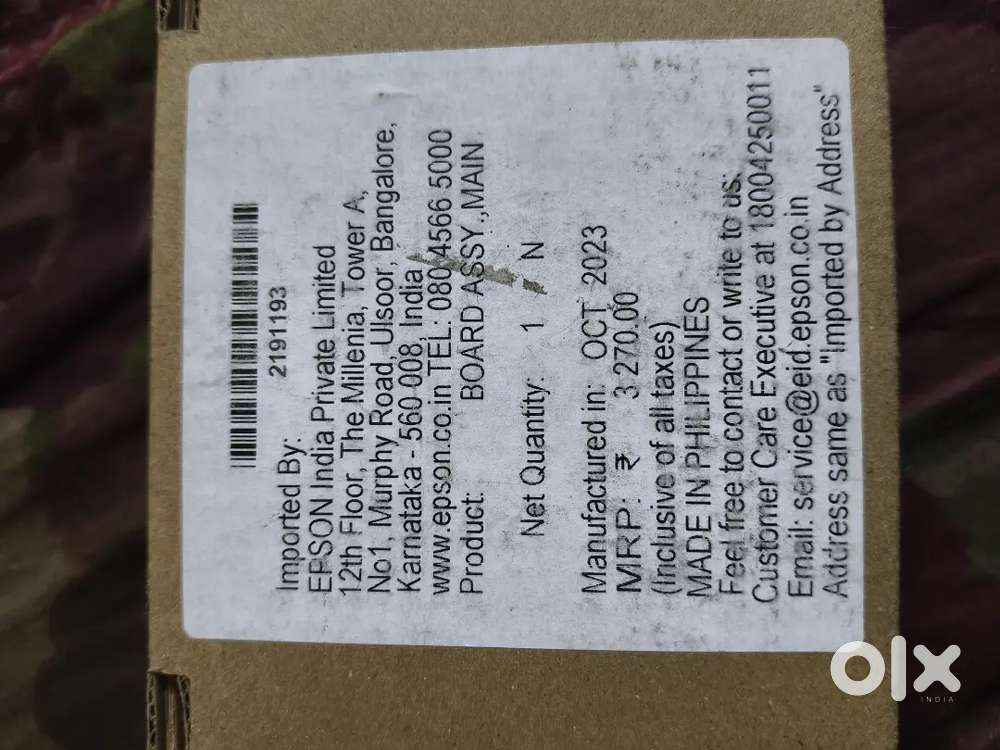 2191193
Imported By:
EPSON India Private Limited
12th Floor, The Millenia, Tower A,
No1, Murphy Road, Ulsoor, Bangalore,
Karnataka - 560 008, India
www.epson.co.in TEL: 080 4566 5000
Product: BOARD ASSY.,MAIN
Net Quantity: 1 N
Manufactured in: OCT 2023
MRP: ₹ 3 270.00
(Inclusive of all taxes)
MADE IN PHILIPPINES
Feel free to contact or write to us:
Customer Care Executive at 18004250011
Email: service@eid.epson.co.in
Address same as "Imported by Address"
olx
INDIA